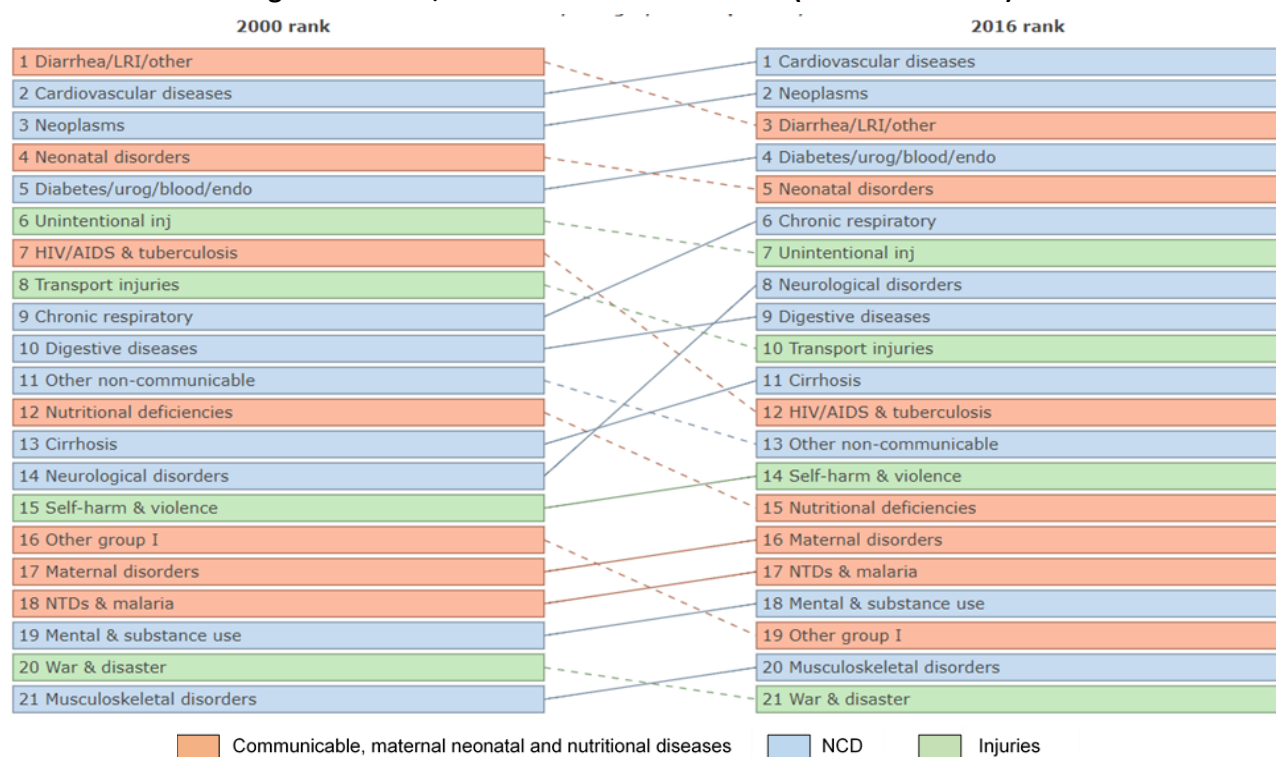 2000 rank
2016 rank
1 Diarrhea/LRI/other
2 Cardiovascular diseases
3 Neoplasms
4 Neonatal disorders
5 Diabetes/urog/blood/endo
6 Unintentional inj
7 HIV/AIDS & tuberculosis
8 Transport injuries
9 Chronic respiratory
10 Digestive diseases
11 Other non-communicable
12 Nutritional deficiencies
13 Cirrhosis
14 Neurological disorders
15 Self-harm & violence
16 Other group I
17 Maternal disorders
18 NTDs & malaria
19 Mental & substance use
20 War & disaster
21 Musculoskeletal disorders
1 Cardiovascular diseases
2 Neoplasms
3 Diarrhea/LRI/other
4 Diabetes/urog/blood/endo
5 Neonatal disorders
6 Chronic respiratory
7 Unintentional inj
8 Neurological disorders
9 Digestive diseases
10 Transport injuries
11 Cirrhosis
12 HIV/AIDS & tuberculosis
13 Other non-communicable
14 Self-harm & violence
15 Nutritional deficiencies
16 Maternal disorders
17 NTDs & malaria
18 Mental & substance use
19 Other group I
20 Musculoskeletal disorders
21 War & disaster
Communicable, maternal neonatal and nutritional diseases
NCD
Injuries